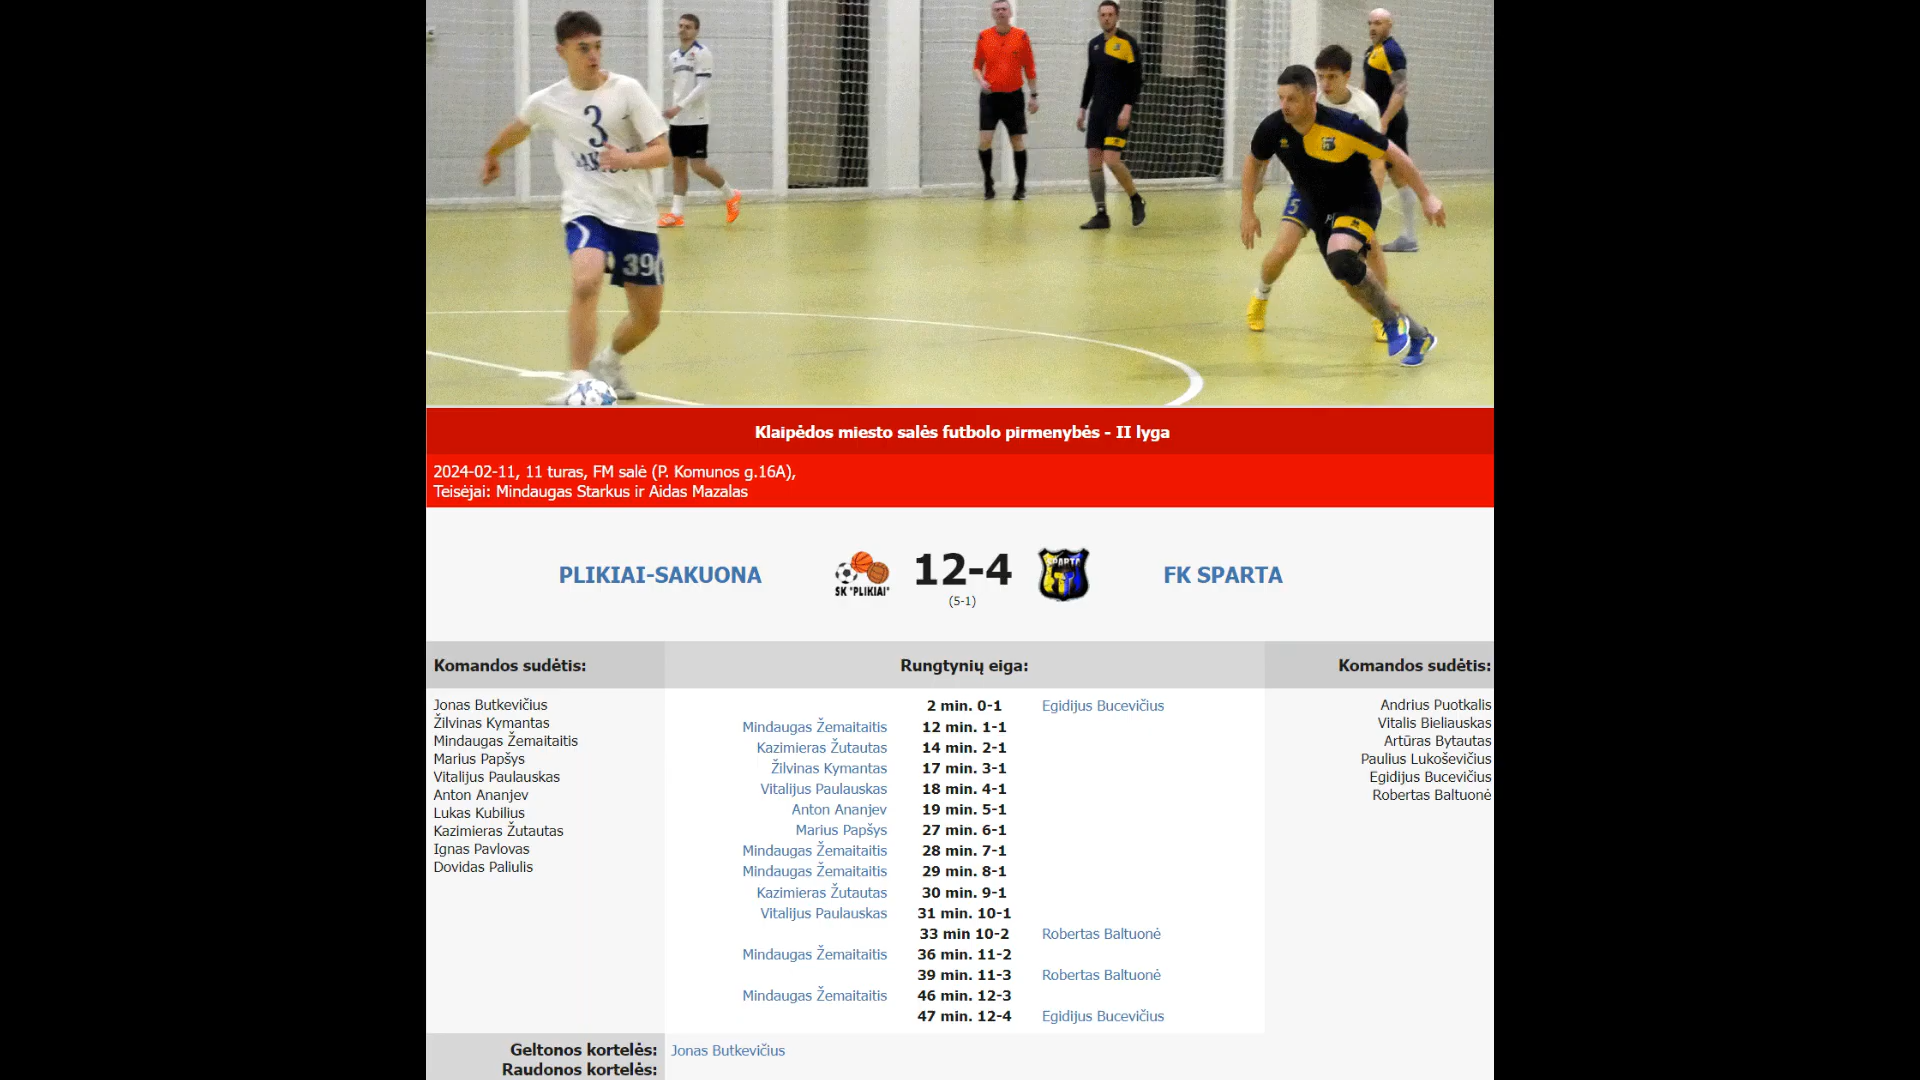 3
39
5
Klaipėdos miesto salės futbolo pirmenybės - II lyga
2024-02-11, 11 turas, FM salė (P. Komunos g.16A),
Teisėjai: Mindaugas Starkus ir Aidas Mazalas
PLIKIAI-SAKUONA
SK "PLIKIAI"
12-4
(5-1)
SPARTA
FK SPARTA
Komandos sudėtis:
Rungtynių eiga:
Komandos sudėtis:
Jonas Butkevičius
Žilvinas Kymantas
Mindaugas Žemaitaitis
Marius Papšys
Vitalijus Paulauskas
Anton Ananjev
Lukas Kubilius
Kazimieras Žutautas
Ignas Pavlovas
Dovidas Paliulis
2 min. 0-1 Egidijus Bucevičius
Mindaugas Žemaitaitis 12 min. 1-1
Kazimieras Žutautas 14 min. 2-1
Žilvinas Kymantas 17 min. 3-1
Vitalijus Paulauskas 18 min. 4-1
Anton Ananjev 19 min. 5-1
Marius Papšys 27 min. 6-1
Mindaugas Žemaitaitis 28 min. 7-1
Mindaugas Žemaitaitis 29 min. 8-1
Kazimieras Žutautas 30 min. 9-1
Vitalijus Paulauskas 31 min. 10-1
33 min 10-2 Robertas Baltuonė
Mindaugas Žemaitaitis 36 min. 11-2
39 min. 11-3 Robertas Baltuonė
Mindaugas Žemaitaitis 46 min. 12-3
47 min. 12-4 Egidijus Bucevičius
Andrius Puotkalis
Vitalis Bieliauskas
Artūras Bytautas
Paulius Lukoševičius
Egidijus Bucevičius
Robertas Baltuonė
Geltonos kortelės: Jonas Butkevičius
Raudonos kortelės: